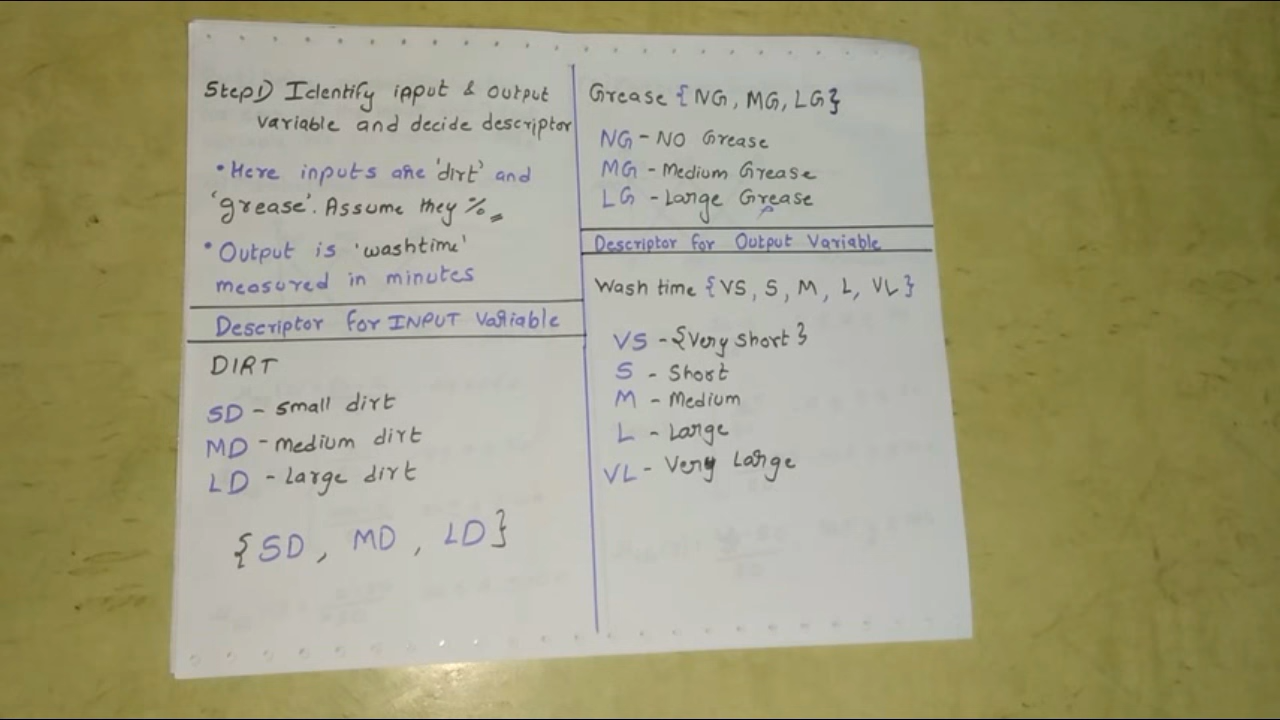 Step1) Identify input & output
variable and decide descriptor
• Here inputs are 'dirt' and
'grease'. Assume they %
• Output is 'washtime'
measured in minutes
Descriptor for INPUT Variable
DIRT
SD - small dirt
MD - medium dirt
LD - large dirt
{SD, MD, LD}
Grease {NG, MG, LG}
NG - NO Grease
MG - Medium Grease
LG - Large Grease
Descriptor for Output Variable
Wash time {VS, S, M, L, VL}
VS - {Very Short}
S - Short
M - Medium
L - Large
VL - Very Large